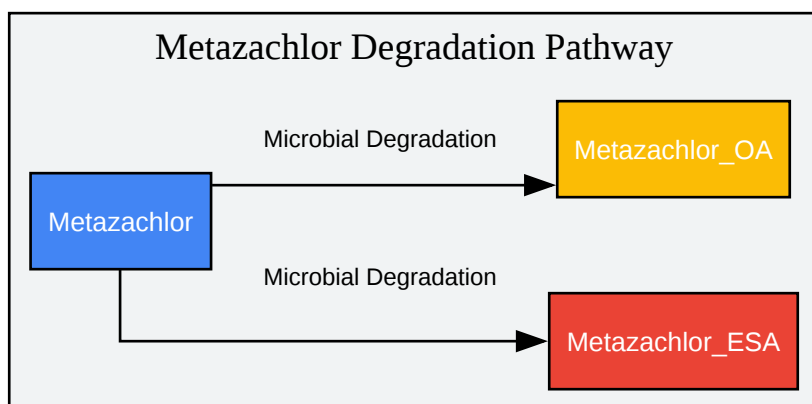 Metazachlor Degradation Pathway
Microbial Degradation
Metazachlor_OA
Metazachlor
Microbial Degradation
Metazachlor_ESA